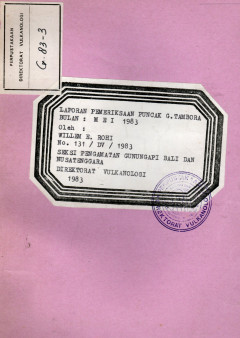 PERPUSTAKAAN
DIREKTORAT VULKANOLOGI
G. 83-3
LAPORAN PEMERIKSAAN PUNCAK G.TAMBORA
BULAN : M E I 1983
Oleh :
WILLEM E. ROHI
No. 131 / DV / 1983
SEKSI PENGAMATAN GUNUNGAPI BALI DAN
NUSATENGGARA
DIREKTORAT VULKANOLOGI
1983
DIREKTORAT VULKANOLOGI